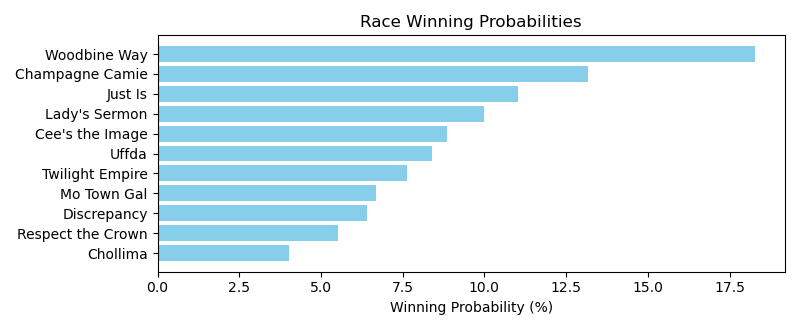 Race Winning Probabilities
Woodbine Way
Champagne Camie
Just Is
Lady's Sermon
Cee's the Image
Uffda
Twilight Empire
Mo Town Gal
Discrepancy
Respect the Crown
Chollima
0.0 2.5 5.0 7.5 10.0 12.5 15.0 17.5
Winning Probability (%)